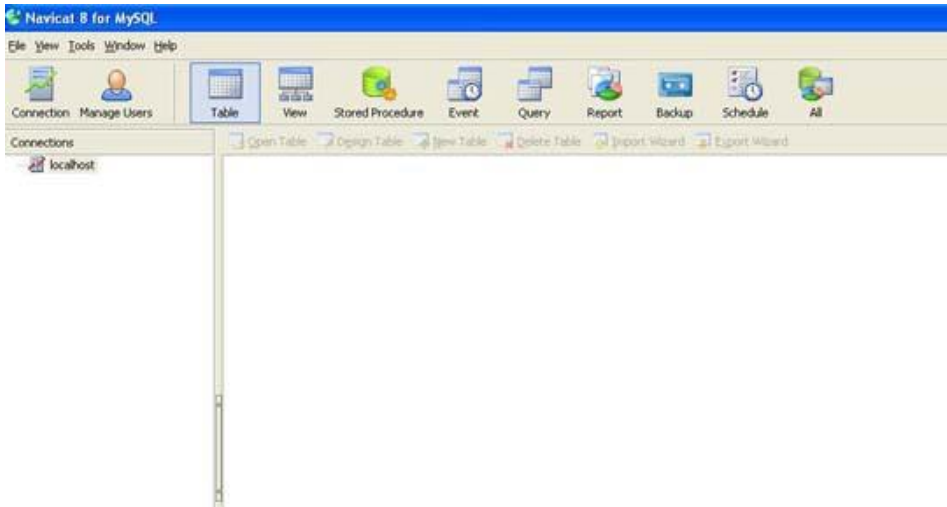 Navicat 8 for MySQL
File View Tools Window Help
Connection Manage Users Table View Stored Procedure Event Query Report Backup Schedule All
Connections Open Table Design Table New Table Delete Table Import Wizard Export Wizard
localhost